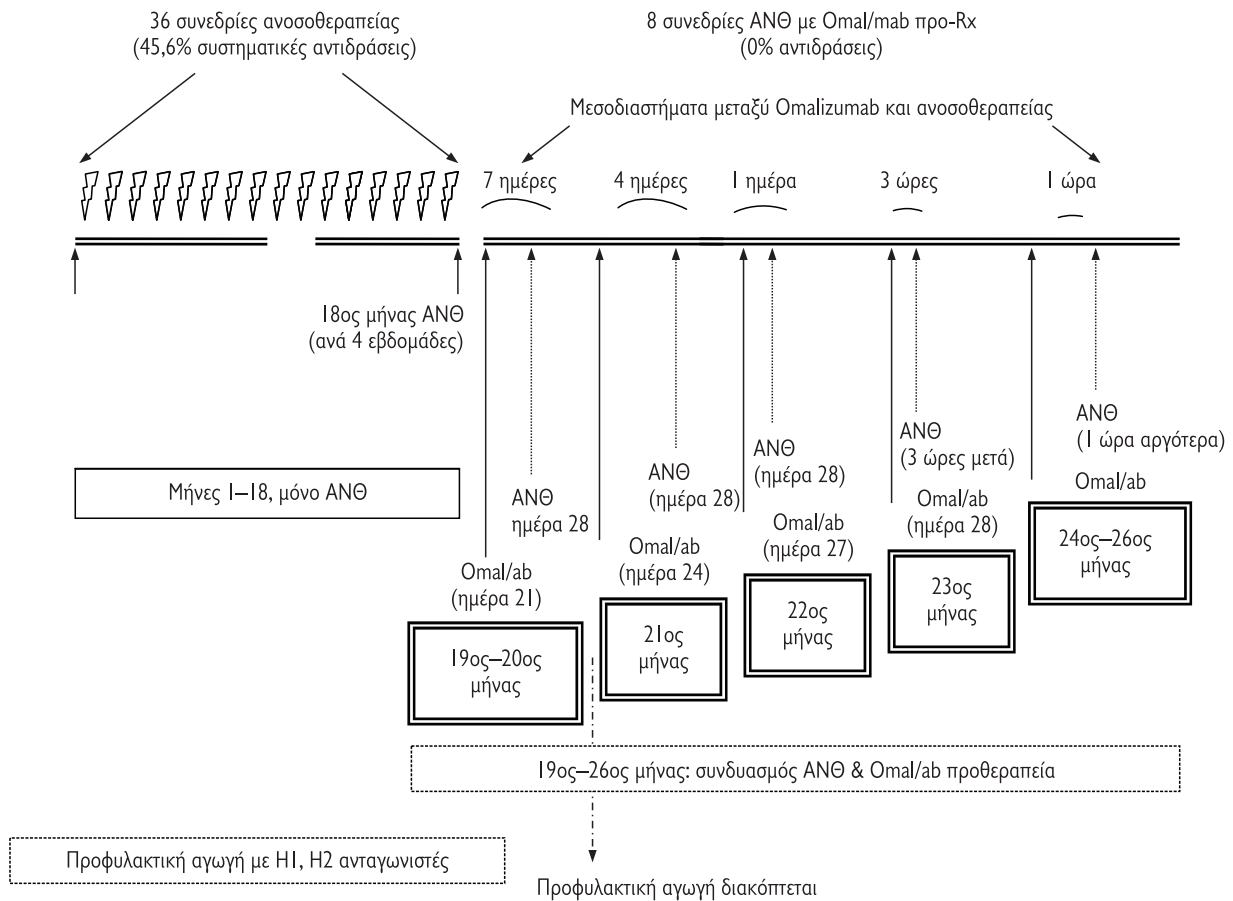 36 συνεδρίες ανοσοθεραπείας
(45,6% συστηματικές αντιδράσεις)
8 συνεδρίες ΑΝΘ με Omal/mab προ-Rx
(0% αντιδράσεις)
Μεσοδιαστήματα μεταξύ Omalizumab και ανοσοθεραπείας
7 ημέρες
4 ημέρες
1 ημέρα
3 ώρες
1 ώρα
18ος μήνας ΑΝΘ
(ανά 4 εβδομάδες)
Μήνες 1–18, μόνο ΑΝΘ
ΑΝΘ
ημέρα 28
ΑΝΘ
(ημέρα 28)
ΑΝΘ
(ημέρα 28)
ΑΝΘ
(3 ώρες μετά)
ΑΝΘ
(1 ώρα αργότερα)
Omal/ab
(ημέρα 21)
Omal/ab
(ημέρα 24)
Omal/ab
(ημέρα 27)
Omal/ab
(ημέρα 28)
Omal/ab
19ος–20ος
μήνας
21ος
μήνας
22ος
μήνας
23ος
μήνας
24ος–26ος
μήνας
19ος–26ος μήνας: συνδυασμός ΑΝΘ & Omal/ab προθεραπεία
Προφυλακτική αγωγή με Η1, Η2 ανταγωνιστές
Προφυλακτική αγωγή διακόπτεται